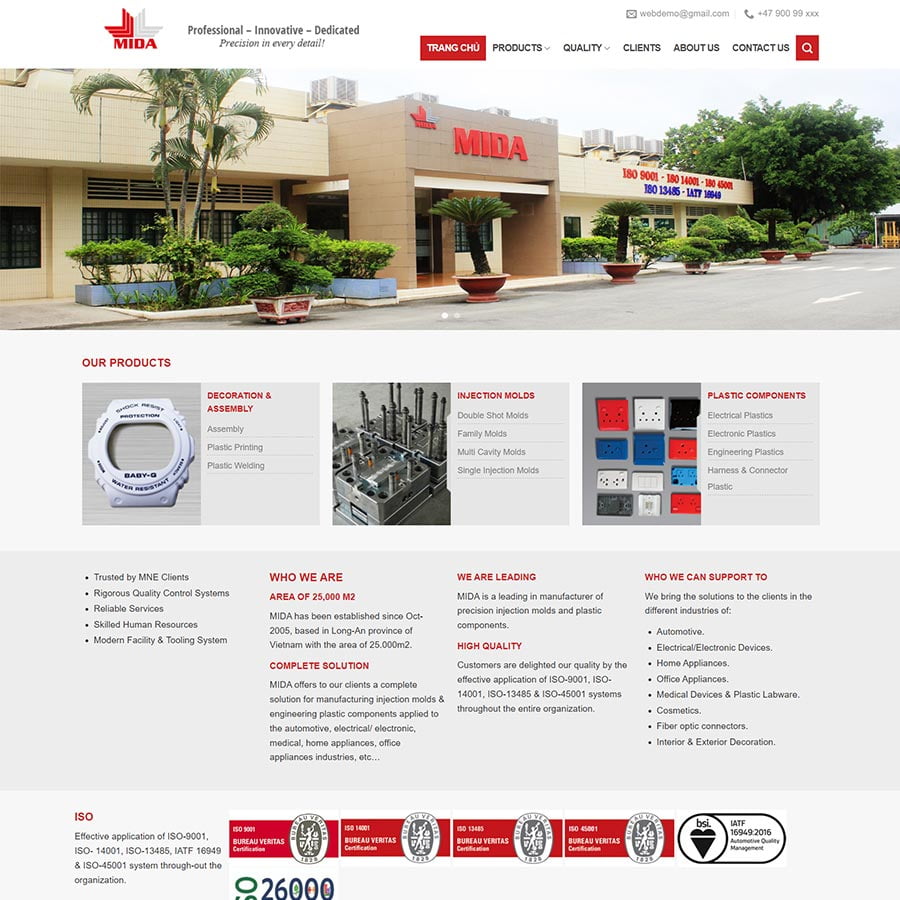 webdemo@gmail.com
+47 900 99 xxx
MIDA
Professional – Innovative – Dedicated
Precision in every detail!
TRANG CHỦ
PRODUCTS
QUALITY
CLIENTS
ABOUT US
CONTACT US
MIDA
ISO 9001 - ISO 14001 - ISO 45001
ISO 13485 - IATF 16949
OUR PRODUCTS
SHOCK RESIST
PROTECTION
BABY-G
WATER RESISTANT
DECORATION &
ASSEMBLY
Assembly
Plastic Printing
Plastic Welding
INJECTION MOLDS
Double Shot Molds
Family Molds
Multi Cavity Molds
Single Injection Molds
PLASTIC COMPONENTS
Electrical Plastics
Electronic Plastics
Engineering Plastics
Harness & Connector
Plastic
Trusted by MNE Clients
Rigorous Quality Control Systems
Reliable Services
Skilled Human Resources
Modern Facility & Tooling System
WHO WE ARE
AREA OF 25,000 M2
MIDA has been established since Oct-
2005, based in Long-An province of
Vietnam with the area of 25.000m2.
COMPLETE SOLUTION
MIDA offers to our clients a complete
solution for manufacturing injection molds &
engineering plastic components applied to
the automotive, electrical/ electronic,
medical, home appliances, office
appliances industries, etc…
WE ARE LEADING
MIDA is a leading in manufacturer of
precision injection molds and plastic
components.
HIGH QUALITY
Customers are delighted our quality by the
effective application of ISO-9001, ISO-
14001, ISO-13485 & ISO-45001 systems
throughout the entire organization.
WHO WE CAN SUPPORT TO
We bring the solutions to the clients in the
different industries of:
Automotive.
Electrical/Electronic Devices.
Home Appliances.
Office Appliances.
Medical Devices & Plastic Labware.
Cosmetics.
Fiber optic connectors.
Interior & Exterior Decoration.
ISO
Effective application of ISO-9001,
ISO- 14001, ISO-13485, IATF 16949
& ISO-45001 system through-out the
organization.
ISO 9001
BUREAU VERITAS
Certification
BUREAU VERITAS
1828
ISO 14001
BUREAU VERITAS
Certification
BUREAU VERITAS
1828
ISO 13485
BUREAU VERITAS
Certification
BUREAU VERITAS
1828
ISO 45001
BUREAU VERITAS
Certification
BUREAU VERITAS
1828
bsi.
IATF
16949:2016
Automotive Quality
Management
ISO
26000